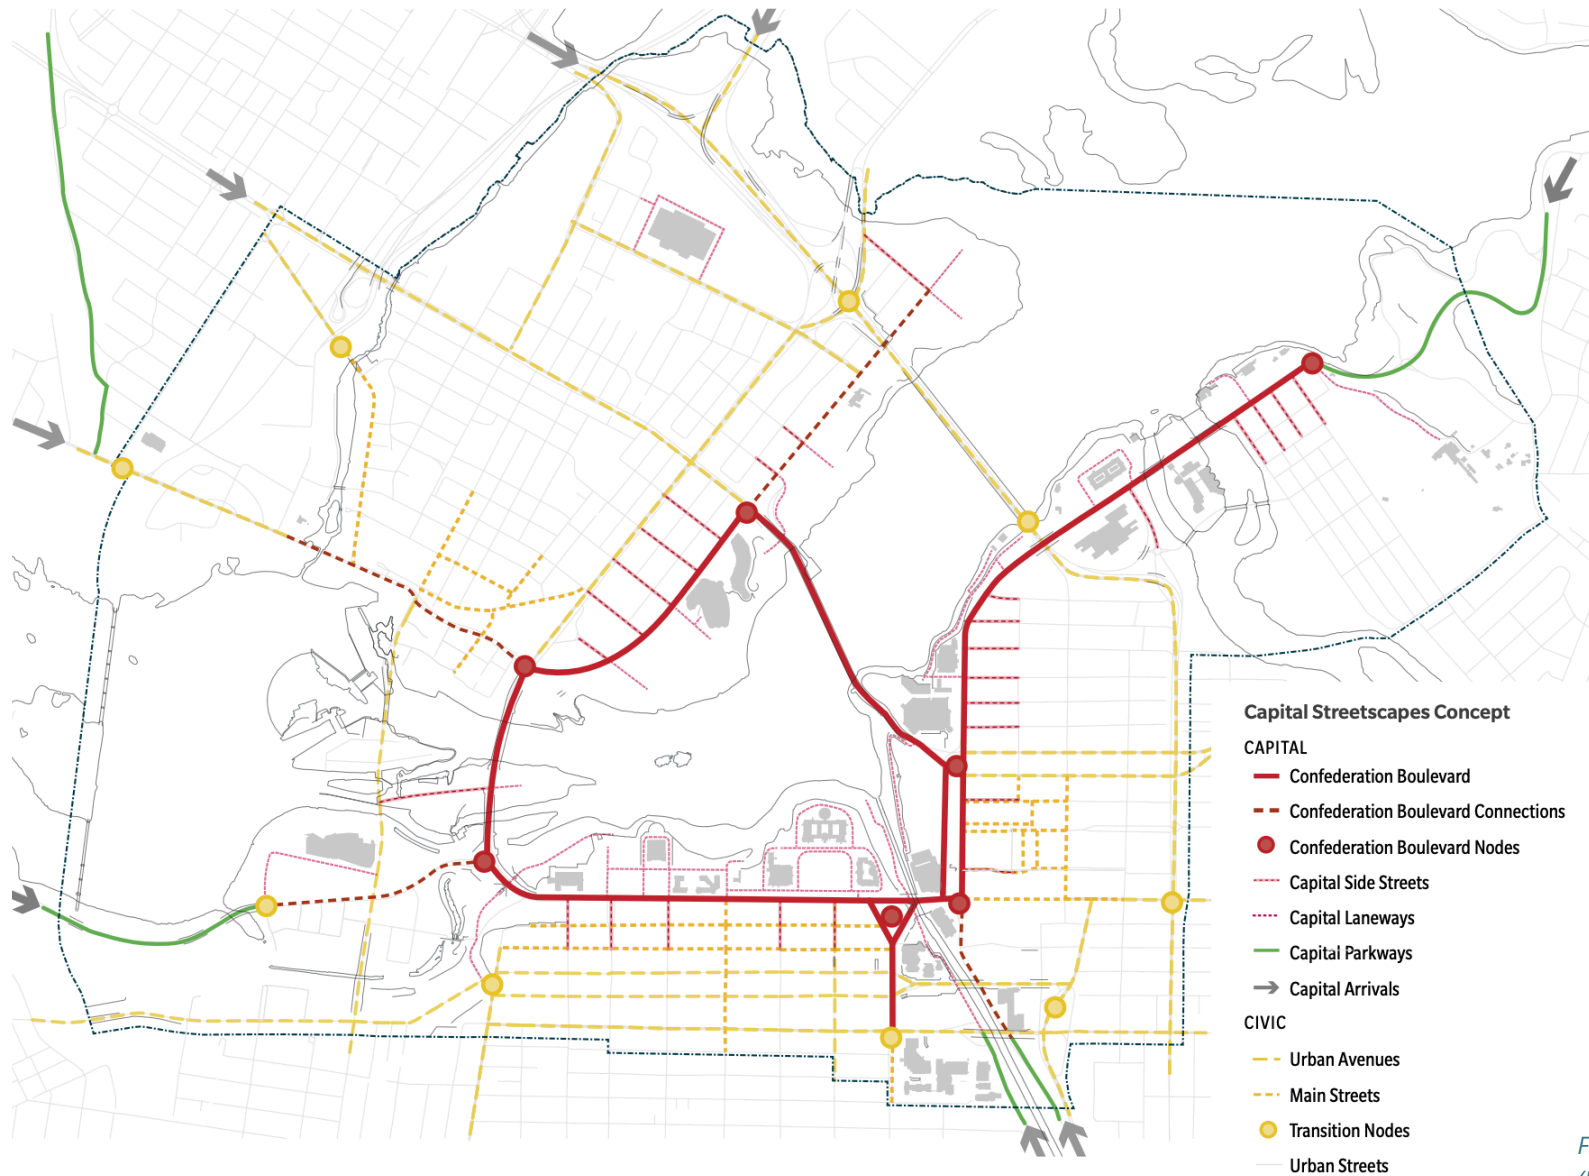 Capital Streetscapes Concept
CAPITAL
Confederation Boulevard
Confederation Boulevard Connections
Confederation Boulevard Nodes
Capital Side Streets
Capital Laneways
Capital Parkways
Capital Arrivals
CIVIC
Urban Avenues
Main Streets
Transition Nodes
Urban Streets
F